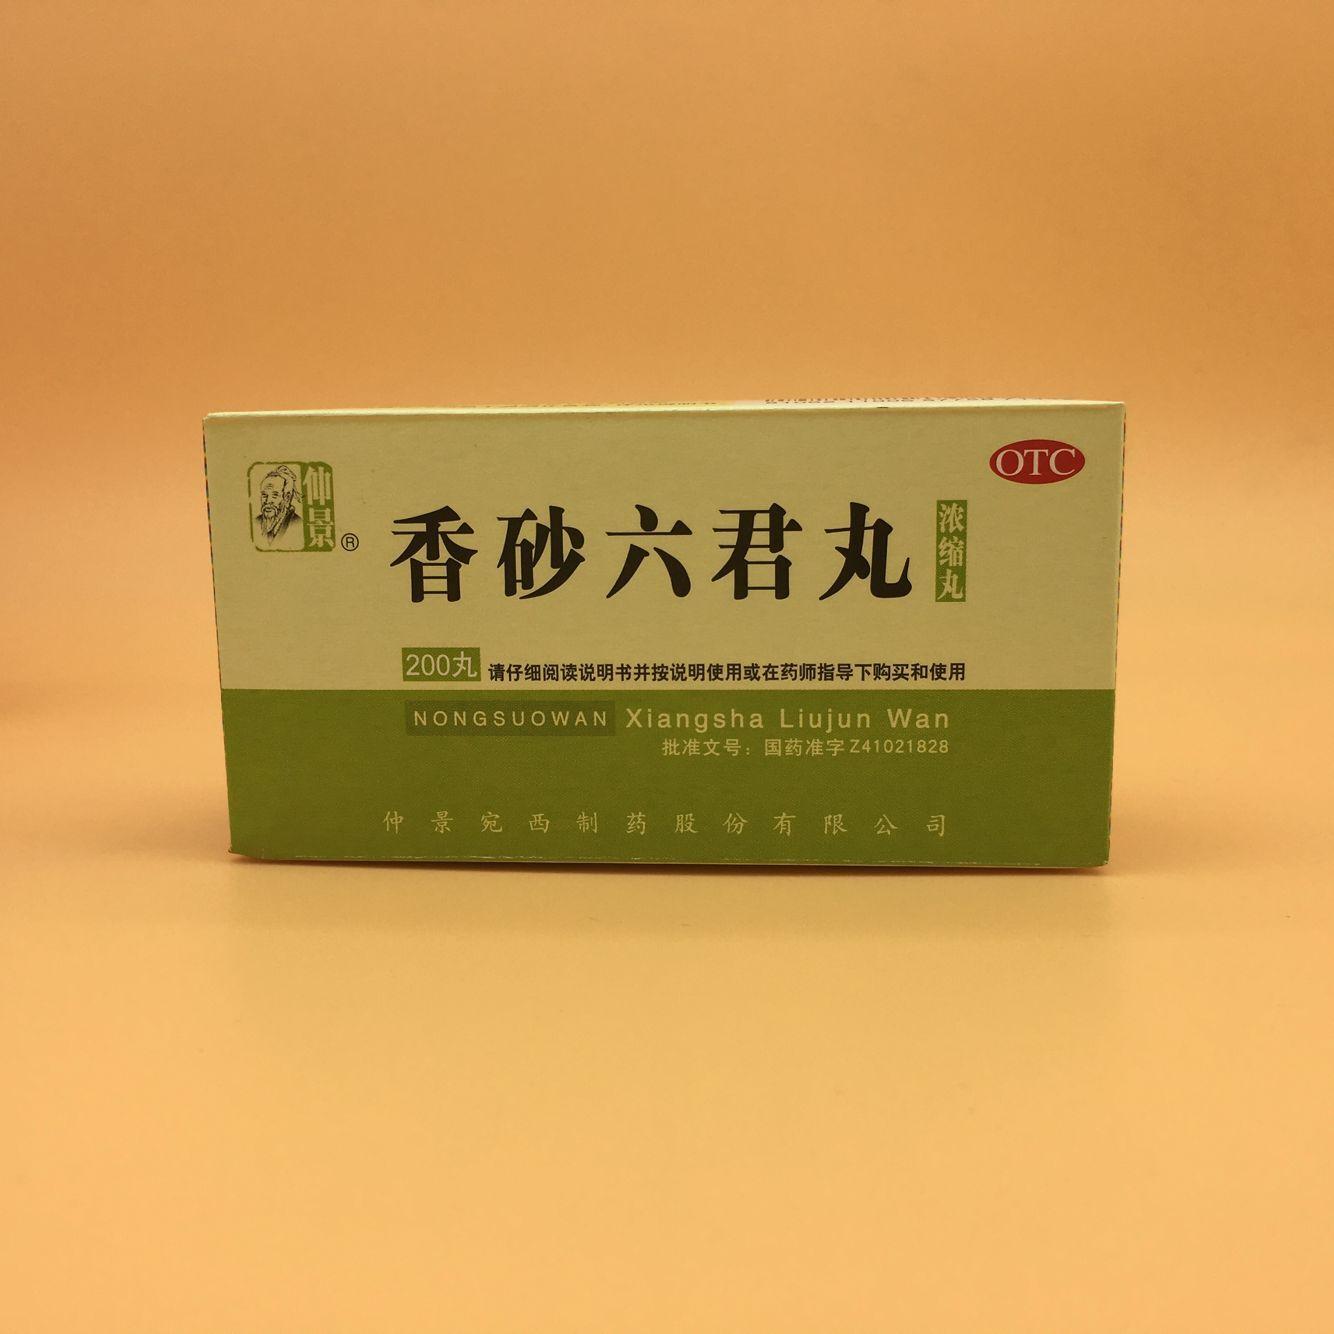 仲景
®
OTC
香砂六君丸
浓缩丸
200丸 请仔细阅读说明书并按说明使用或在药师指导下购买和使用
NONGSUOWAN Xiangsha Liujun Wan
批准文号：国药准字Z41021828
仲景宛西制药股份有限公司